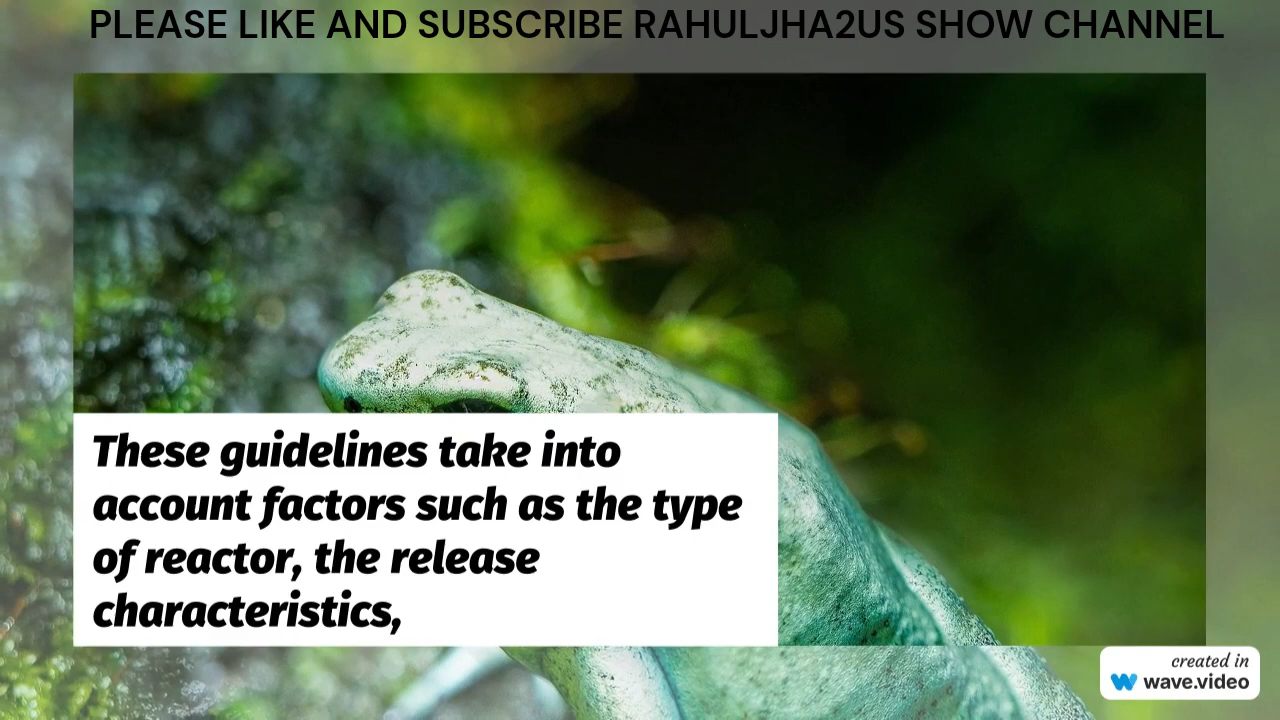 PLEASE LIKE AND SUBSCRIBE RAHULJHA2US SHOW CHANNEL
These guidelines take into
account factors such as the type
of reactor, the release
characteristics,
created in
wave.video